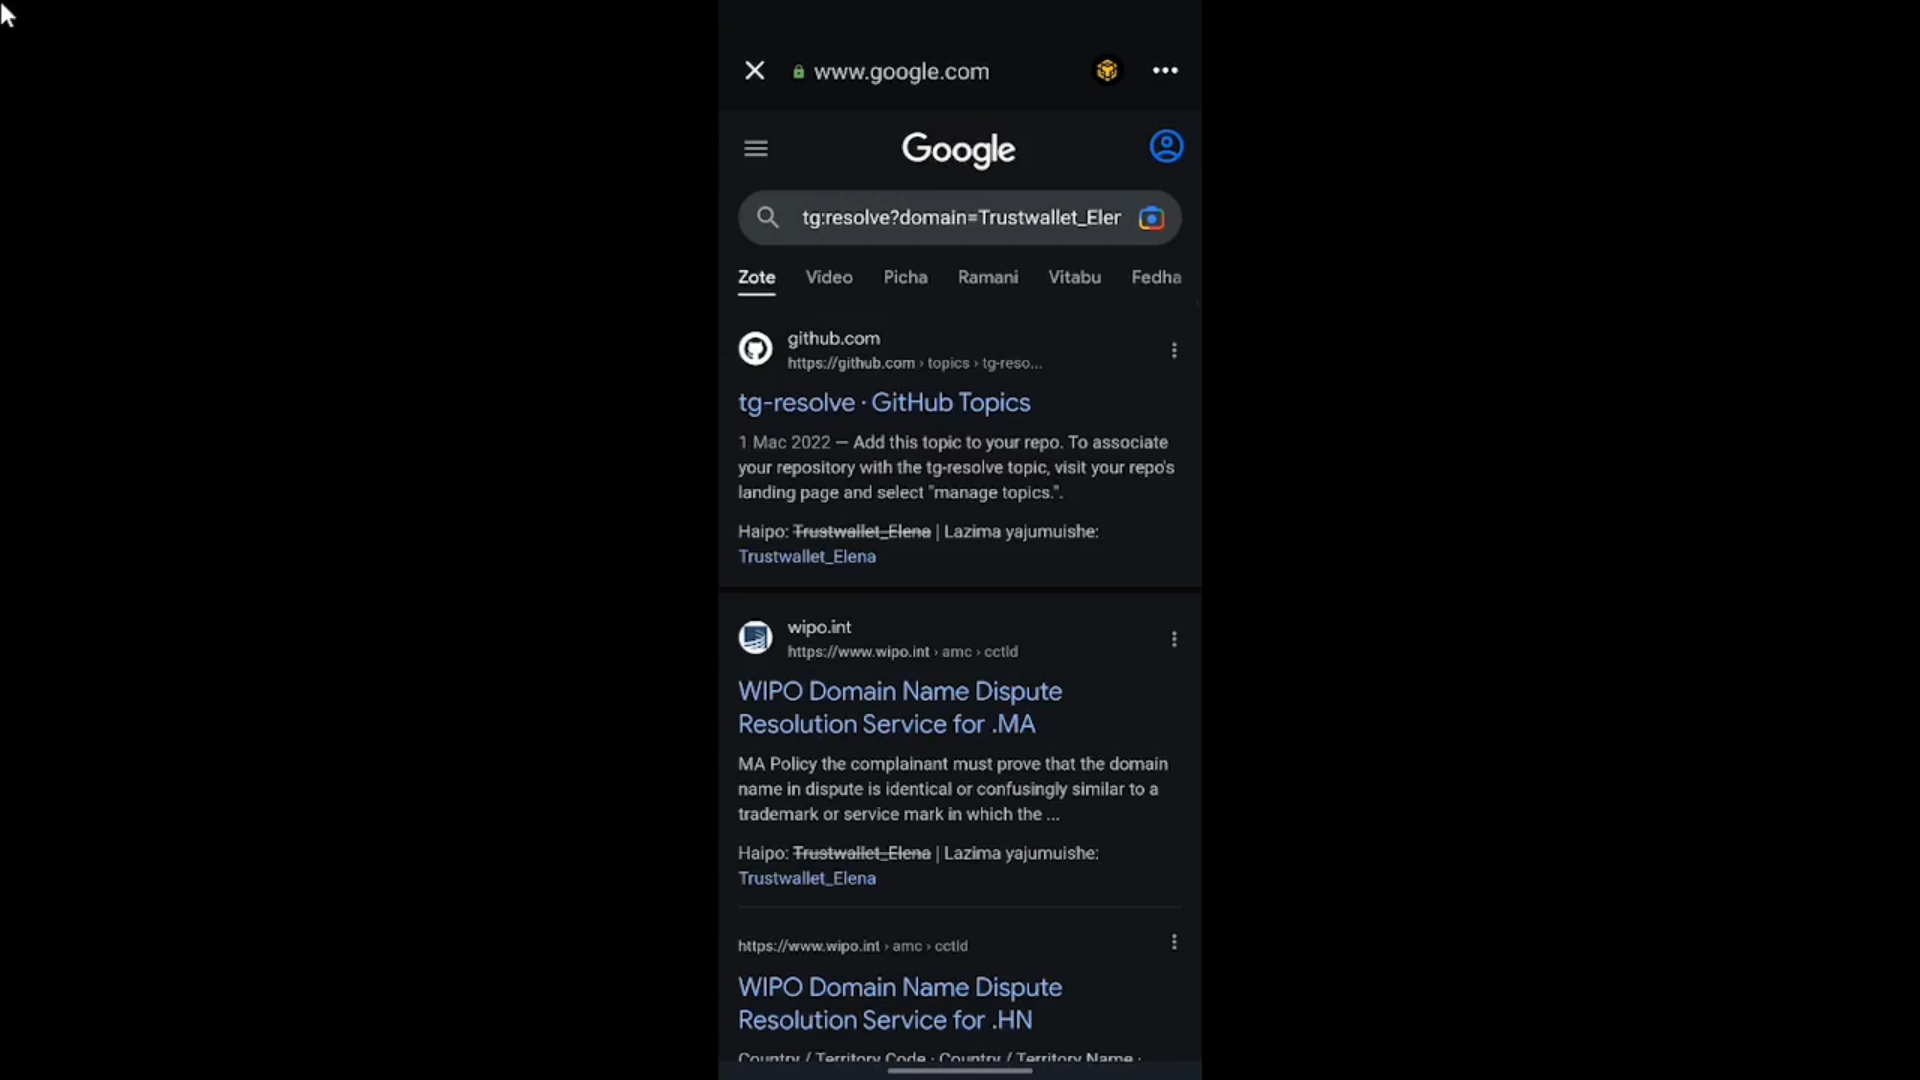 www.google.com
Google
tg:resolve?domain=Trustwallet_Eler
Zote Video Picha Ramani Vitabu Fedha
github.com
https://github.com › topics › tg-reso...
tg-resolve · GitHub Topics
1 Mac 2022 — Add this topic to your repo. To associate
your repository with the tg-resolve topic, visit your repo's
landing page and select "manage topics.".
Haipo: Trustwallet_Elena | Lazima yajumuishe:
Trustwallet_Elena
wipo.int
https://www.wipo.int › amc › cctld
WIPO Domain Name Dispute
Resolution Service for .MA
MA Policy the complainant must prove that the domain
name in dispute is identical or confusingly similar to a
trademark or service mark in which the ...
Haipo: Trustwallet_Elena | Lazima yajumuishe:
Trustwallet_Elena
https://www.wipo.int › amc › cctld
WIPO Domain Name Dispute
Resolution Service for .HN
Country / Territory Code · Country / Territory Name ·